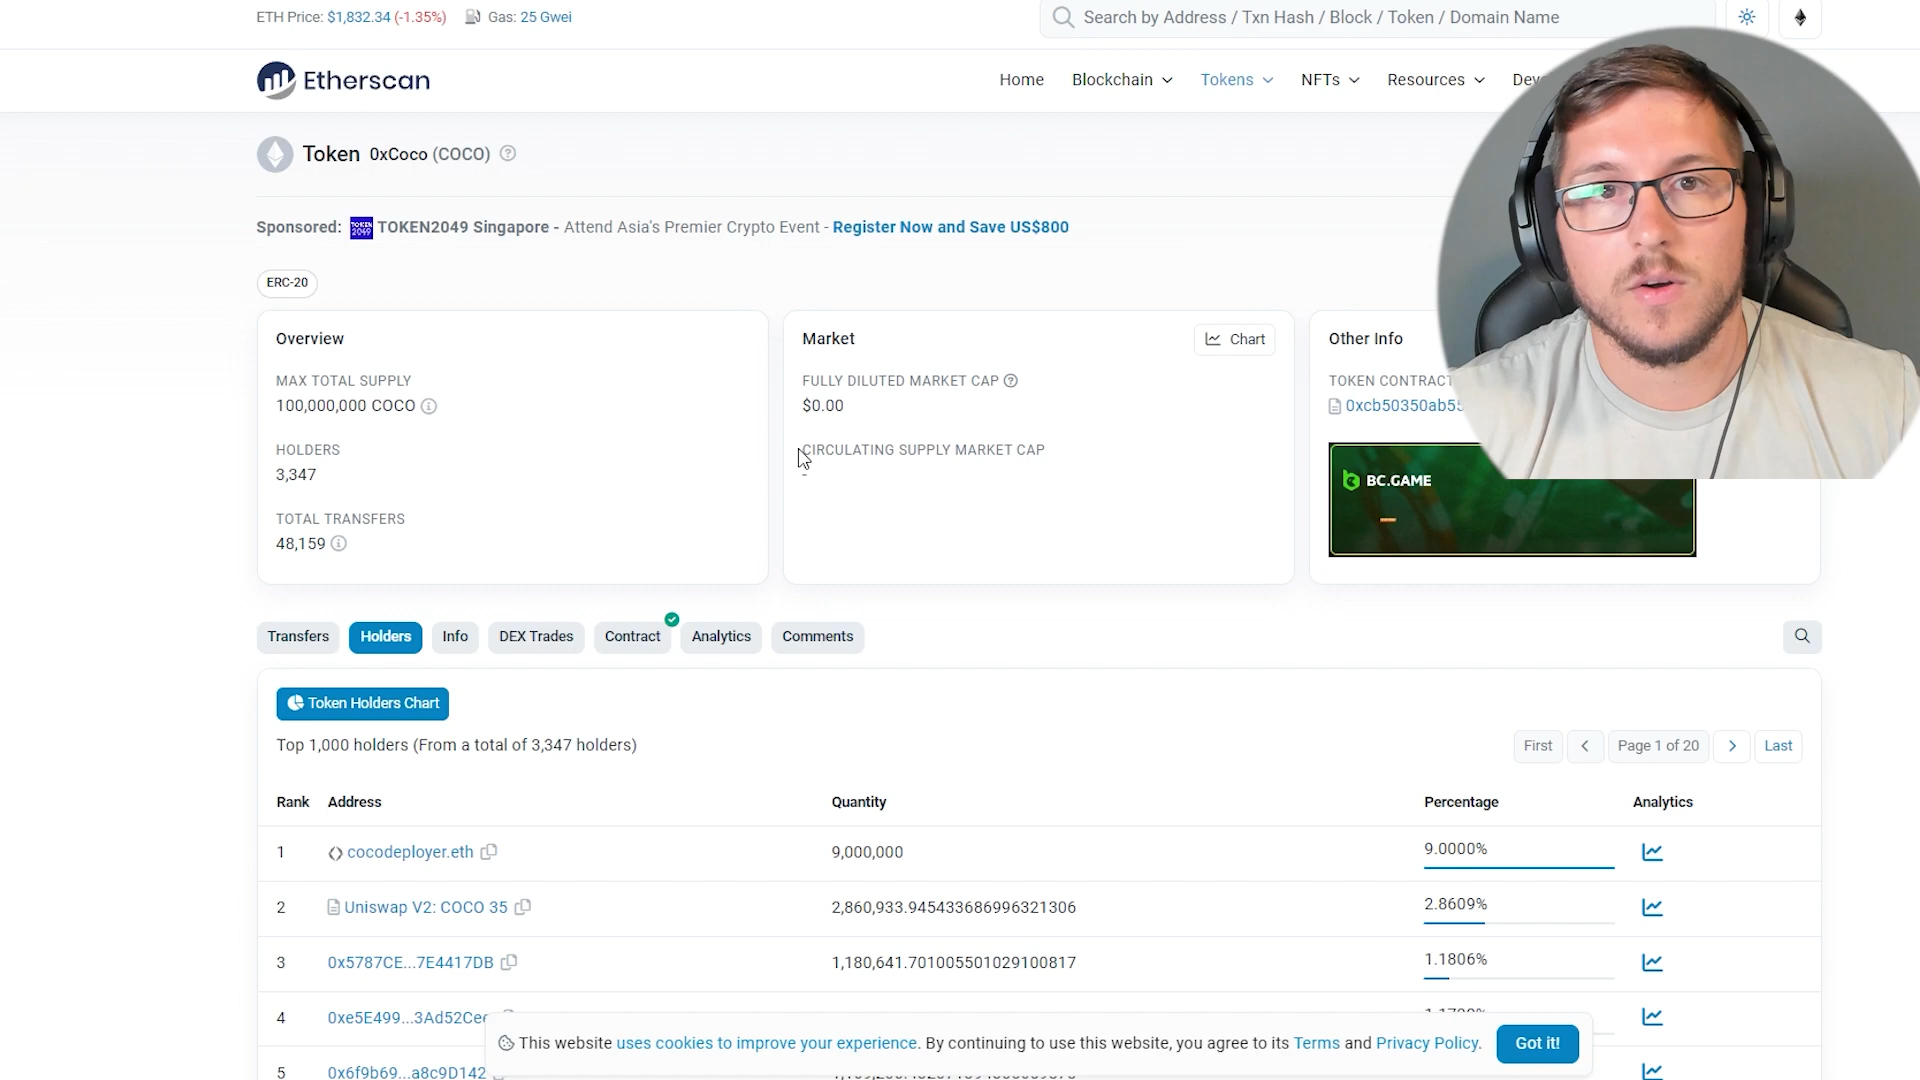 ETH Price: $1,832.34 (-1.35%) Gas: 25 Gwei
Search by Address / Txn Hash / Block / Token / Domain Name
Etherscan
Home Blockchain Tokens NFTs Resources
Token 0xCoco (COCO)
Sponsored: TOKEN2049 Singapore - Attend Asia's Premier Crypto Event - Register Now and Save US$800
ERC-20
Overview
MAX TOTAL SUPPLY
100,000,000 COCO
HOLDERS
3,347
TOTAL TRANSFERS
48,159
Market
Chart
FULLY DILUTED MARKET CAP
$0.00
CIRCULATING SUPPLY MARKET CAP
-
Other Info
TOKEN CONTRACT
0xcb50350ab55
BC.GAME
Transfers Holders Info DEX Trades Contract Analytics Comments
Token Holders Chart
Top 1,000 holders (From a total of 3,347 holders)
First Page 1 of 20 Last
Rank Address Quantity Percentage Analytics
1 cocodeployer.eth 9,000,000 9.0000%
2 Uniswap V2: COCO 35 2,860,933.945433686996321306 2.8609%
3 0x5787CE...7E4417DB 1,180,641.701005501029100817 1.1806%
4 0xe5E499...3Ad52Cee
This website uses cookies to improve your experience. By continuing to use this website, you agree to its Terms and Privacy Policy. Got it!
5 0x6f9b69...a8c9D142